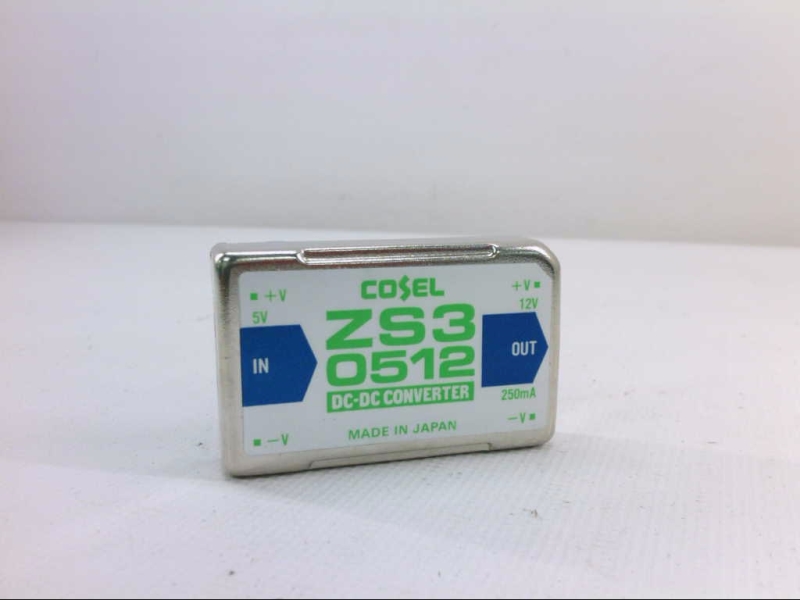 COSEL
ZS3
0512
DC-DC CONVERTER
MADE IN JAPAN
+V
5V
IN
−V
+V
12V
OUT
250mA
−V